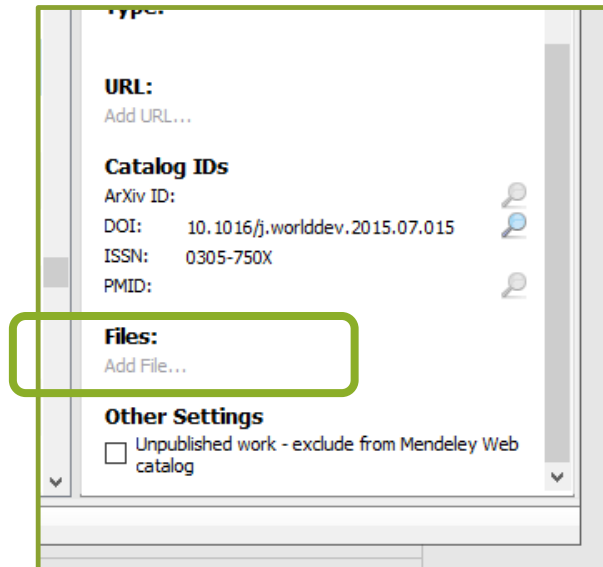 Type:
URL:
Add URL...
Catalog IDs
ArXiv ID:
DOI: 10.1016/j.worlddev.2015.07.015
ISSN: 0305-750X
PMID:
Files:
Add File...
Other Settings
Unpublished work - exclude from Mendeley Web
catalog